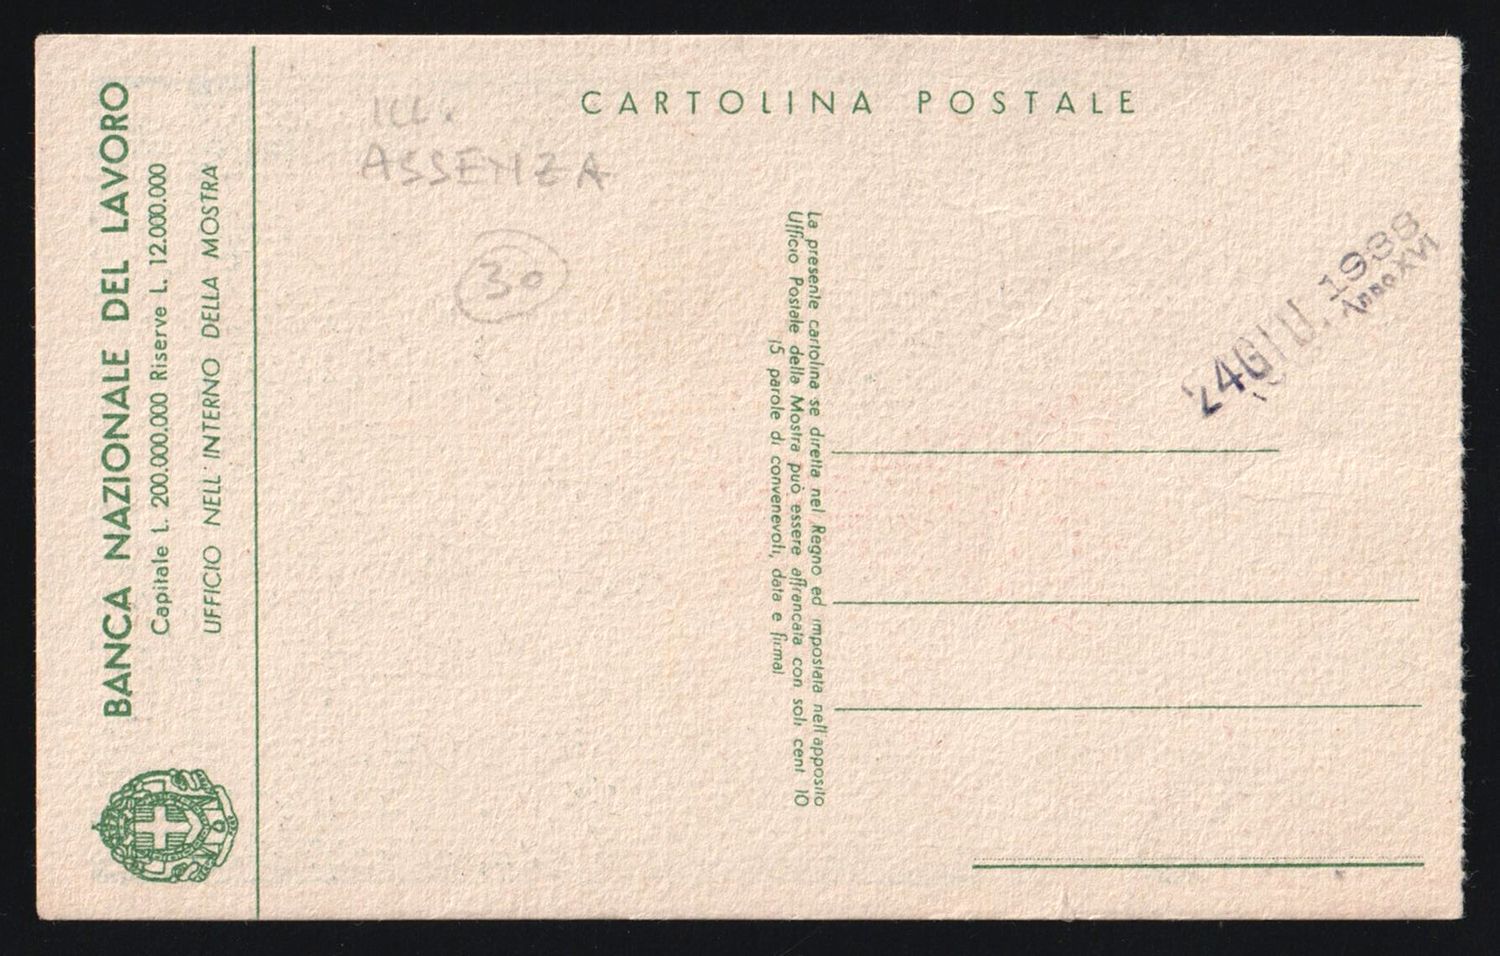 BANCA NAZIONALE DEL LAVORO
Capitale L. 200.000.000 Riserve L. 12.000.000
UFFICIO NELL' INTERNO DELLA MOSTRA
ILL.
ASSENZA
30
CARTOLINA POSTALE
La presente cartolina se diretta nel Regno ed impostata nell'apposito
Ufficio Postale della Mostra può essere affrancata con soli cent 10
(5 parole di convenevoli, data e firma)
24 GIU. 1938
Anno XVI